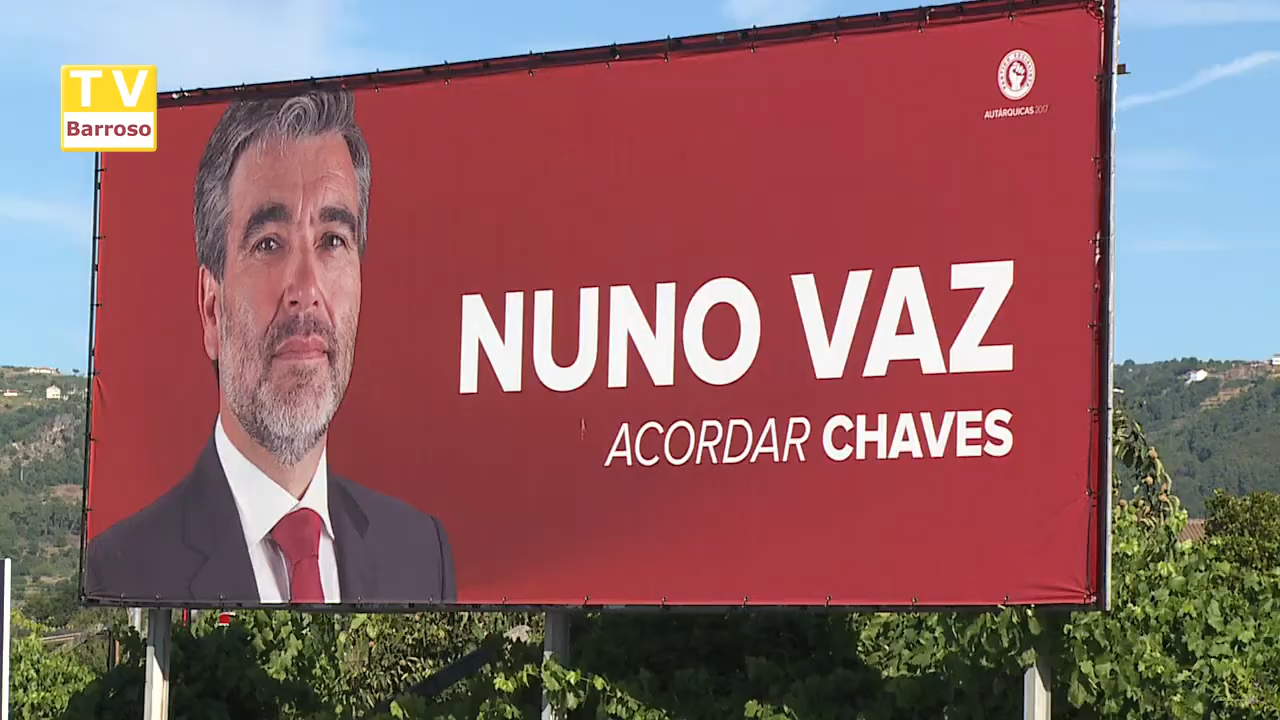 TV
Barroso
AUTÁRQUICAS 2017
NUNO VAZ
ACORDAR CHAVES